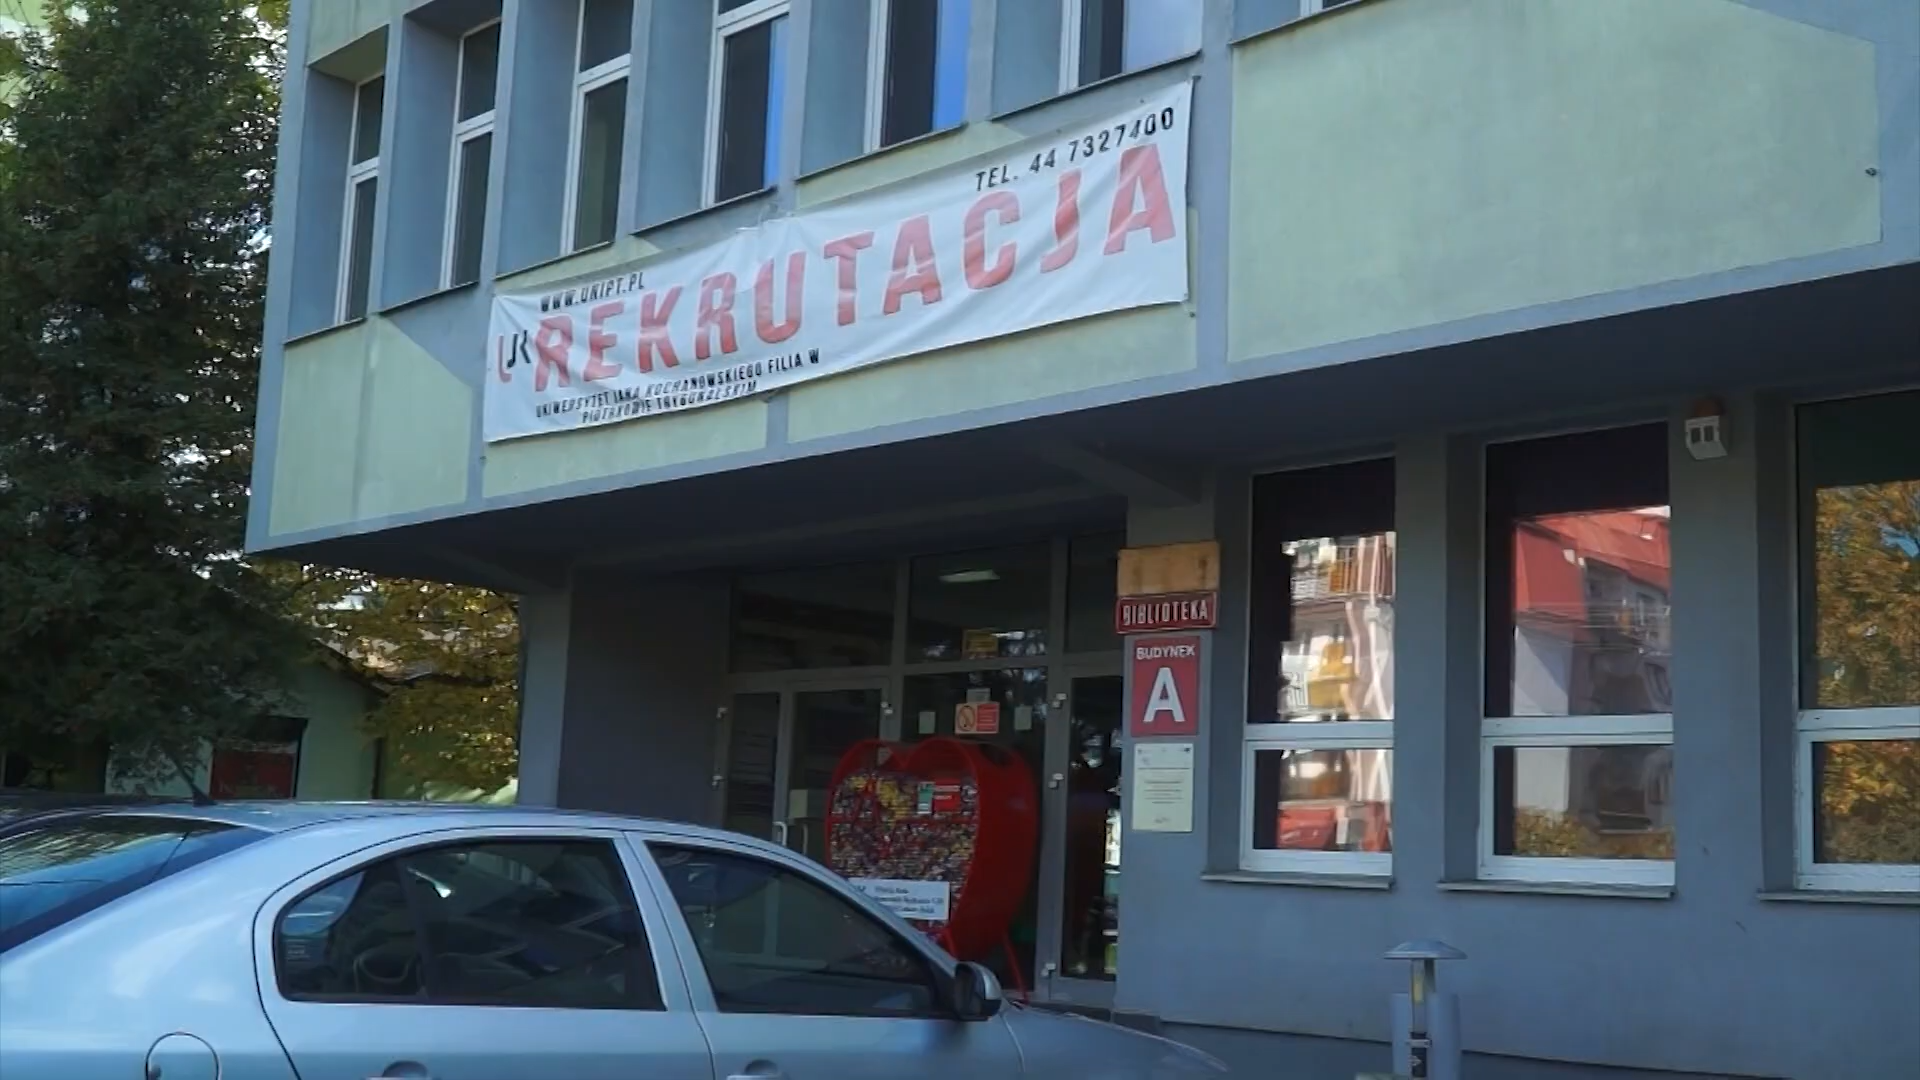 TEL. 44 7327400
WWW.UNIPT.PL
REKRUTACJA
UNIWERSYTET JANA KOCHANOWSKIEGO FILIA W
PIOTRKOWIE TRYBUNALSKIM
BIBLIOTEKA
BUDYNEK
A